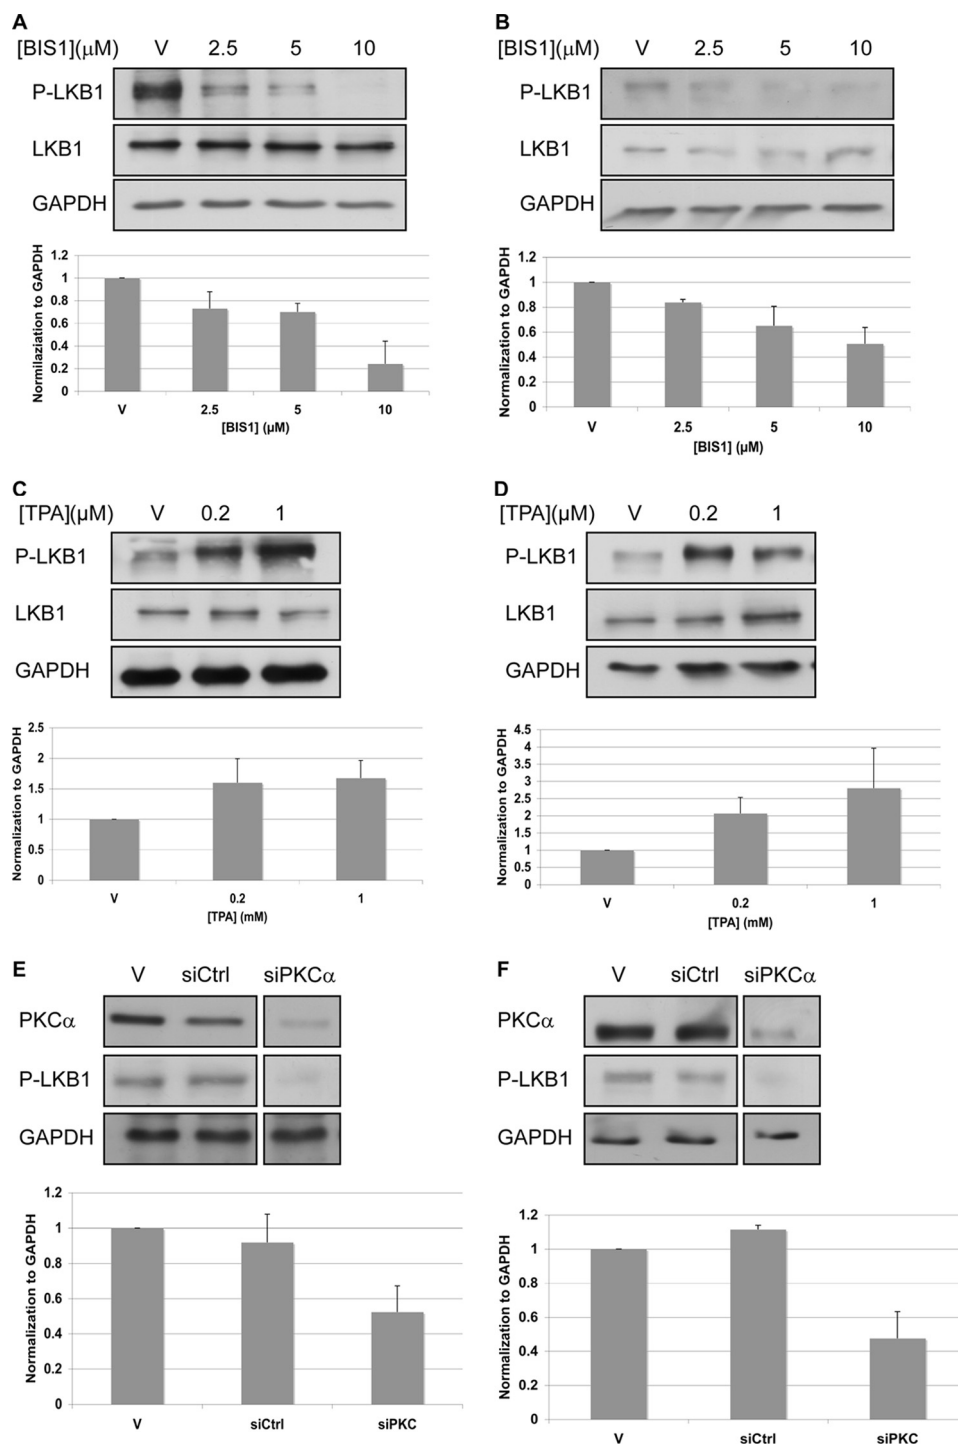 A
[BIS1](μM) V 2.5 5 10
P-LKB1
LKB1
GAPDH
Normilaziation to GAPDH
1.2
1
0.8
0.6
0.4
0.2
0
V 2.5 5 10
[BIS1] (µM)
B
[BIS1](μM) V 2.5 5 10
P-LKB1
LKB1
GAPDH
Normalization to GAPDH
1.2
1
0.8
0.6
0.4
0.2
0
V 2.5 5 10
[BIS1] (µM)
C
[TPA](µM) V 0.2 1
P-LKB1
LKB1
GAPDH
Normalization to GAPDH
2.5
2
1.5
1
0.5
0
V 0.2 1
[TPA] (mM)
D
[TPA](µM) V 0.2 1
P-LKB1
LKB1
GAPDH
Normalization to GAPDH
4.5
4
3.5
3
2.5
2
1.5
1
0.5
0
V 0.2 1
[TPA] (mM)
E
V siCtrl siPKCα
PKCα
P-LKB1
GAPDH
Normalization to GAPDH
1.2
1
0.8
0.6
0.4
0.2
0
V siCtrl siPKC
F
V siCtrl siPKCα
PKCα
P-LKB1
GAPDH
Normalization to GAPDH
1.2
1
0.8
0.6
0.4
0.2
0
V siCtrl siPKC